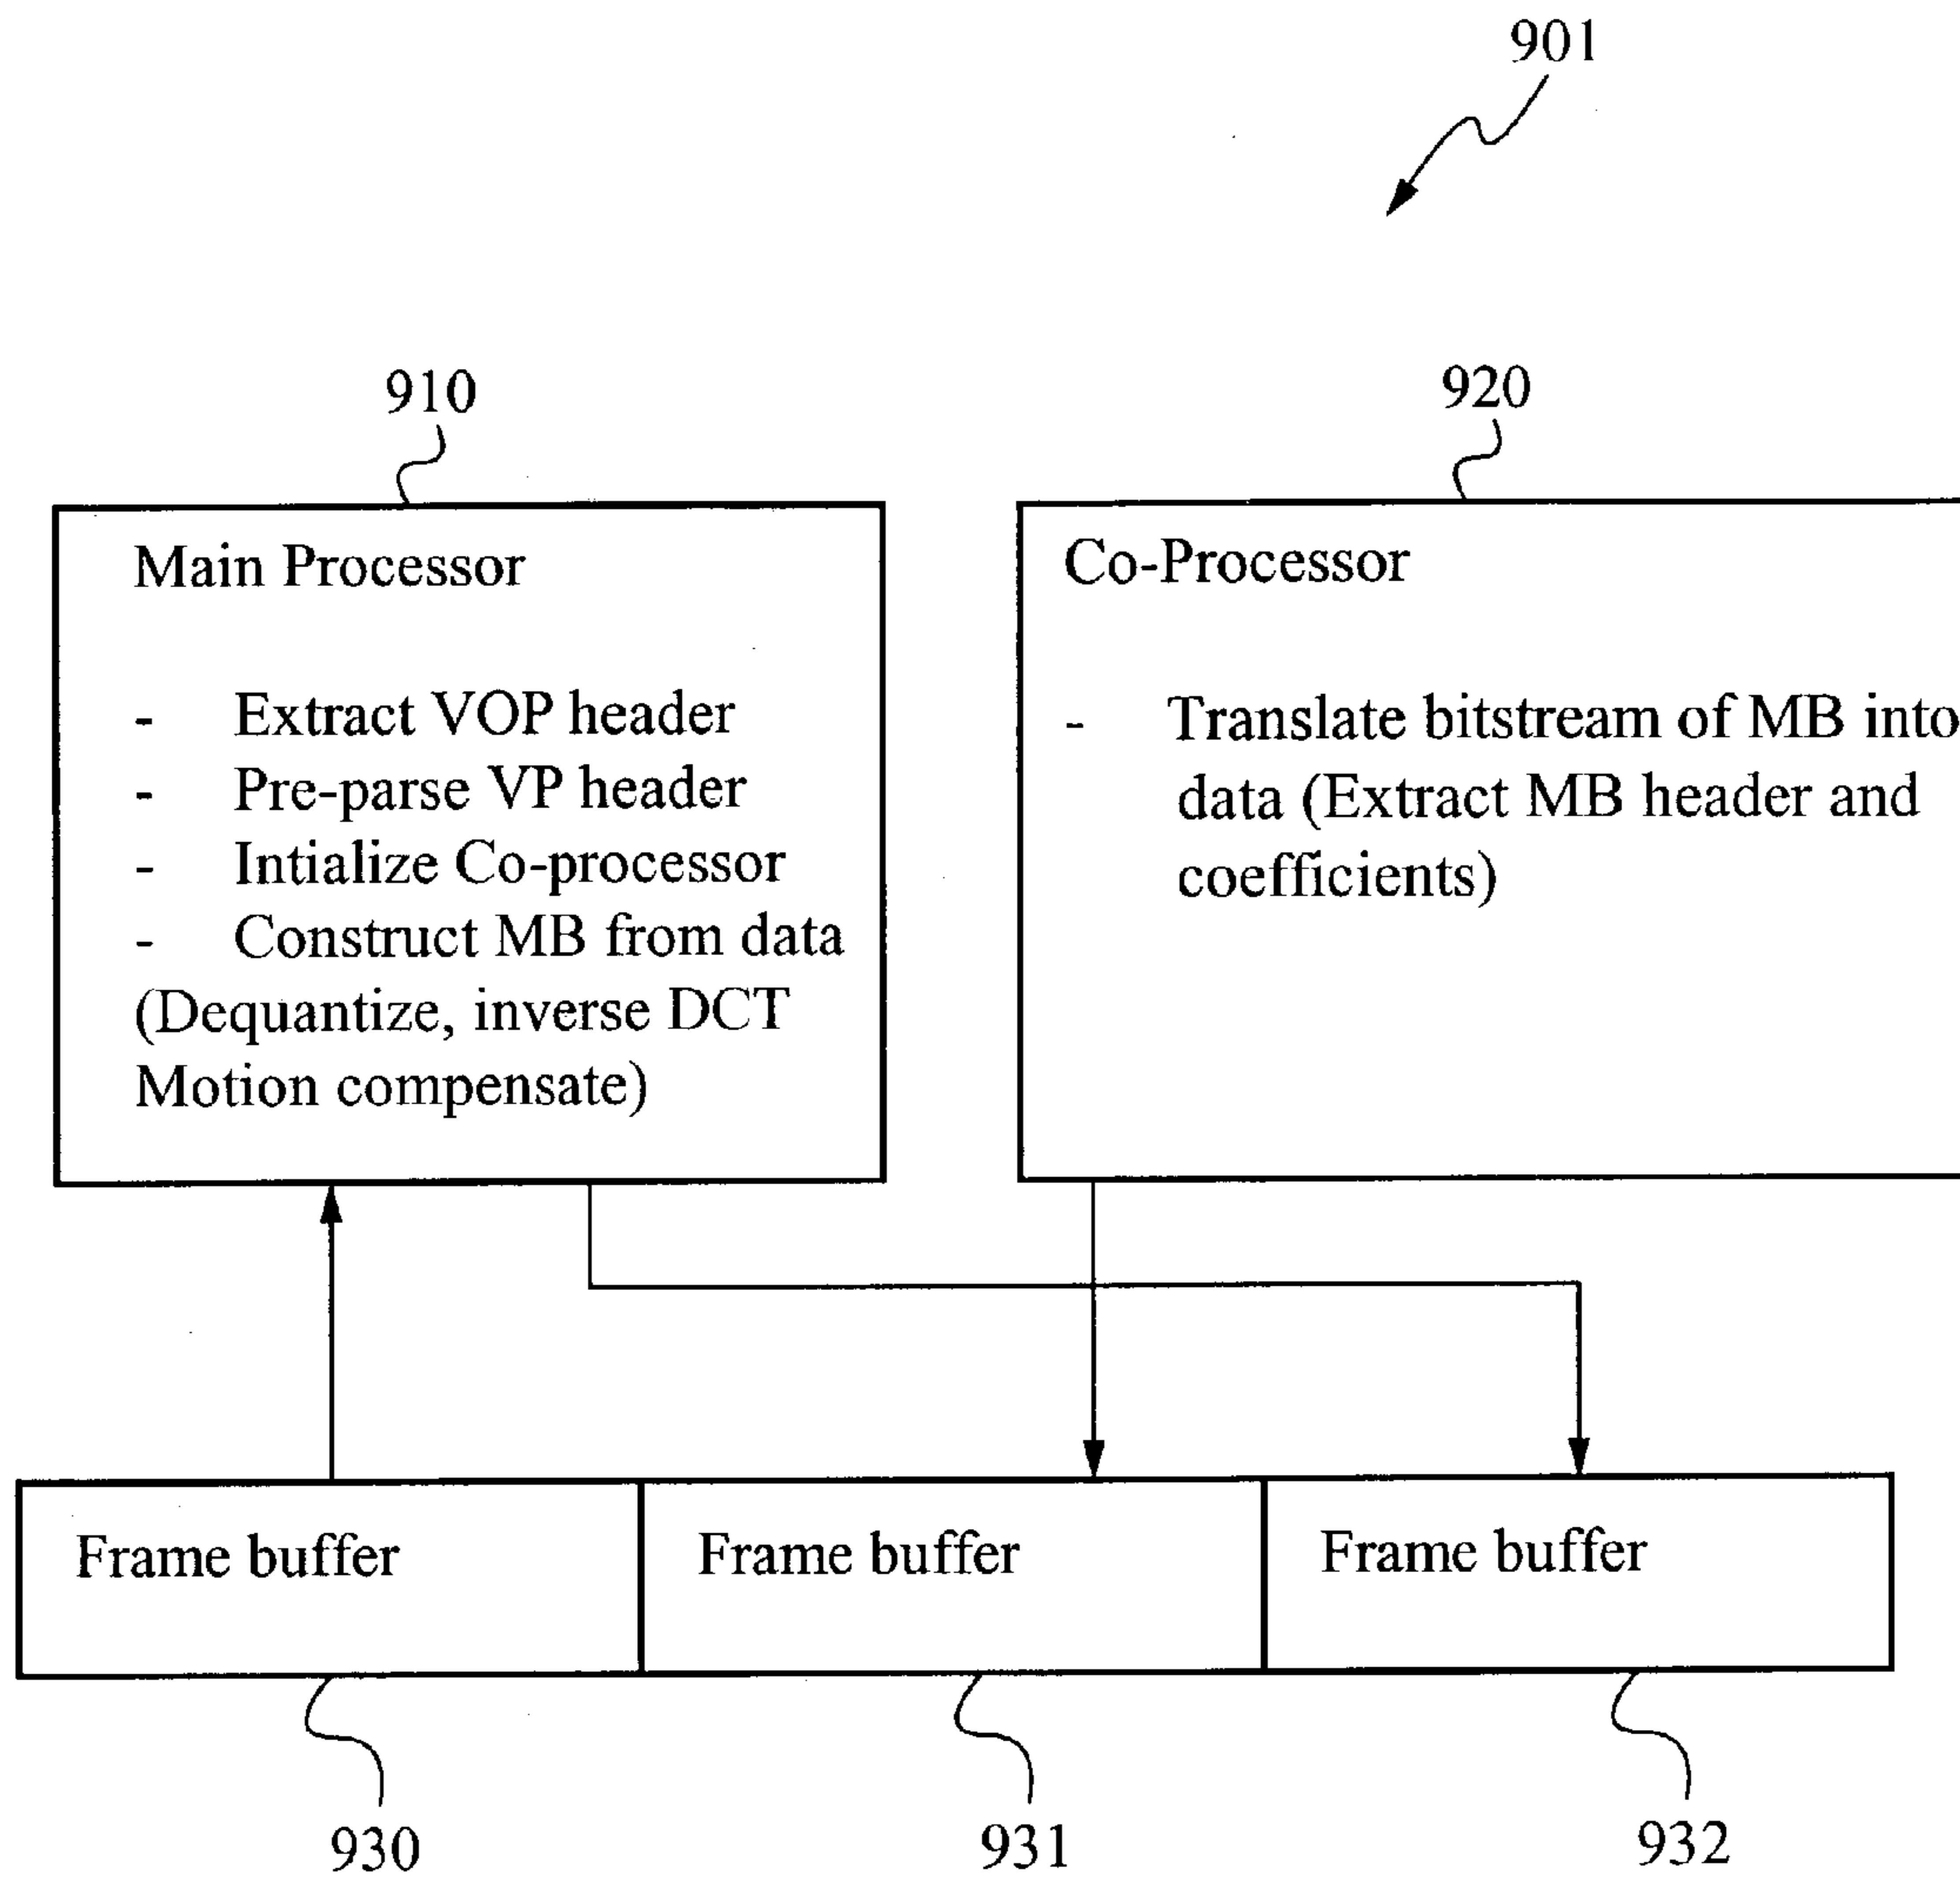 901
910
920
Main Processor
- Extract VOP header
- Pre-parse VP header
- Intialize Co-processor
- Construct MB from data
(Dequantize, inverse DCT
Motion compensate)
Co-Processor
- Translate bitstream of MB into
data (Extract MB header and
coefficients)
Frame buffer
Frame buffer
Frame buffer
930
931
932